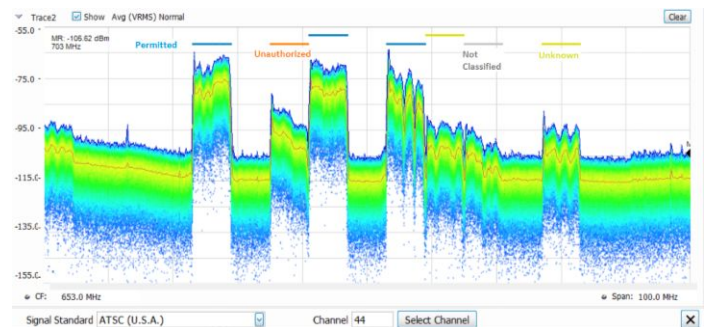 Trace2 Show Avg (VRMS) Normal Clear
-55.0
MR: -106.62 dBm
703 MHz
Permitted
Unauthorized
Not
Classified
Unknown
-75.0
-95.0
M
-115.0
-135.0
-155.0
CF: 653.0 MHz Span: 100.0 MHz
Signal Standard ATSC (U.S.A.) Channel 44 Select Channel X